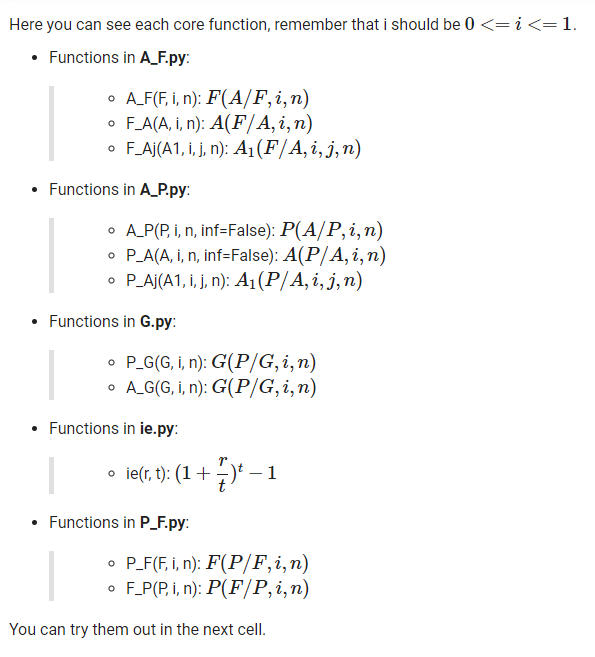 Here you can see each core function, remember that i should be 0 <= i <= 1.
• Functions in A_F.py:
∘ A_F(F, i, n): F(A/F, i, n)
∘ F_A(A, i, n): A(F/A, i, n)
∘ F_Aj(A1, i, j, n): A₁(F/A, i, j, n)
• Functions in A_P.py:
∘ A_P(P, i, n, inf=False): P(A/P, i, n)
∘ P_A(A, i, n, inf=False): A(P/A, i, n)
∘ P_Aj(A1, i, j, n): A₁(P/A, i, j, n)
• Functions in G.py:
∘ P_G(G, i, n): G(P/G, i, n)
∘ A_G(G, i, n): G(P/G, i, n)
• Functions in ie.py:
∘ ie(r, t): (1 + r/t)^t − 1
• Functions in P_F.py:
∘ P_F(F, i, n): F(P/F, i, n)
∘ F_P(P, i, n): P(F/P, i, n)
You can try them out in the next cell.